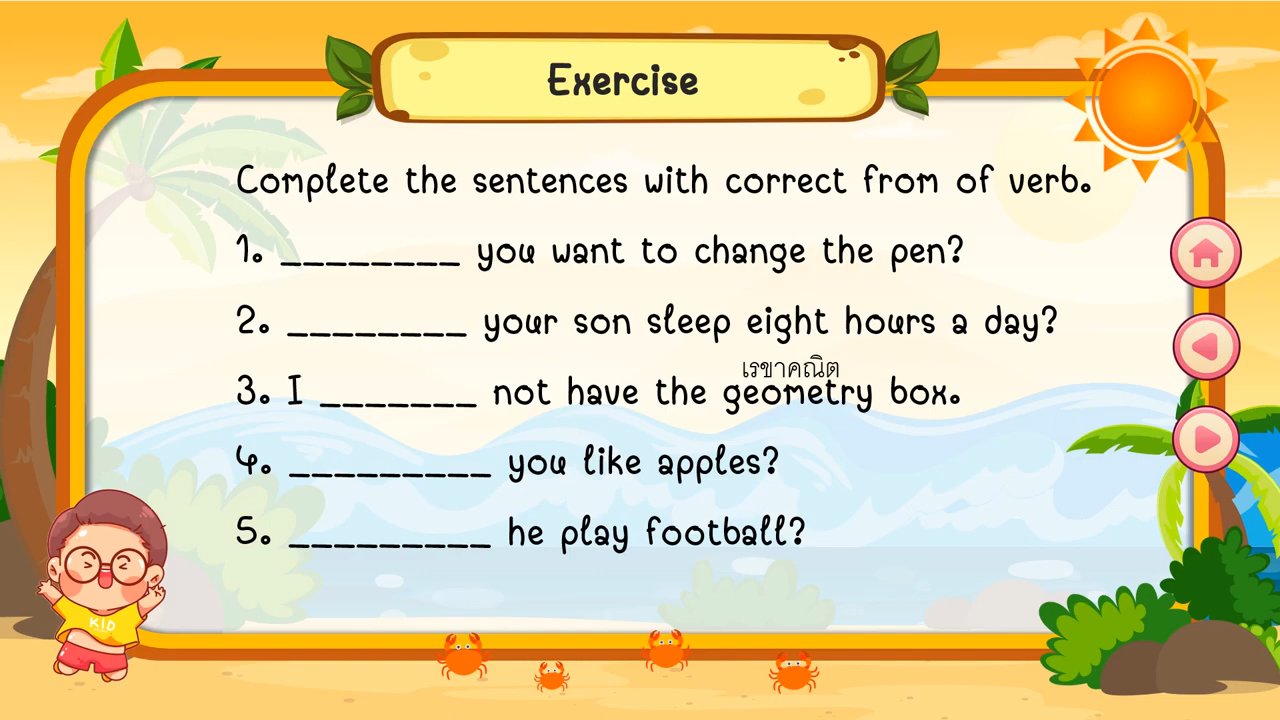 Exercise
Complete the sentences with correct from of verb.
1. ________ you want to change the pen?
2. ________ your son sleep eight hours a day?
เรขาคณิต
3. I _______ not have the geometry box.
4. _________ you like apples?
5. _________ he play football?
KID